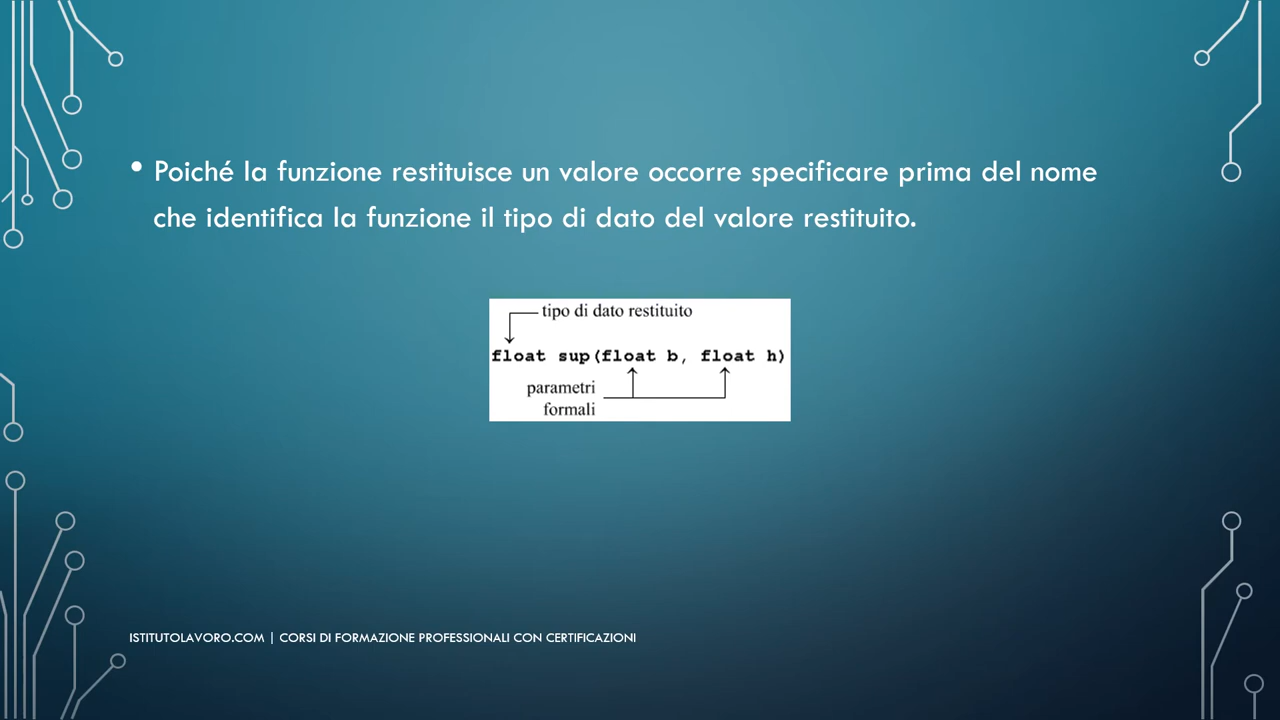 • Poiché la funzione restituisce un valore occorre specificare prima del nome
che identifica la funzione il tipo di dato del valore restituito.
tipo di dato restituito
float sup(float b, float h)
parametri
formali
ISTITUTOLAVORO.COM | CORSI DI FORMAZIONE PROFESSIONALI CON CERTIFICAZIONI